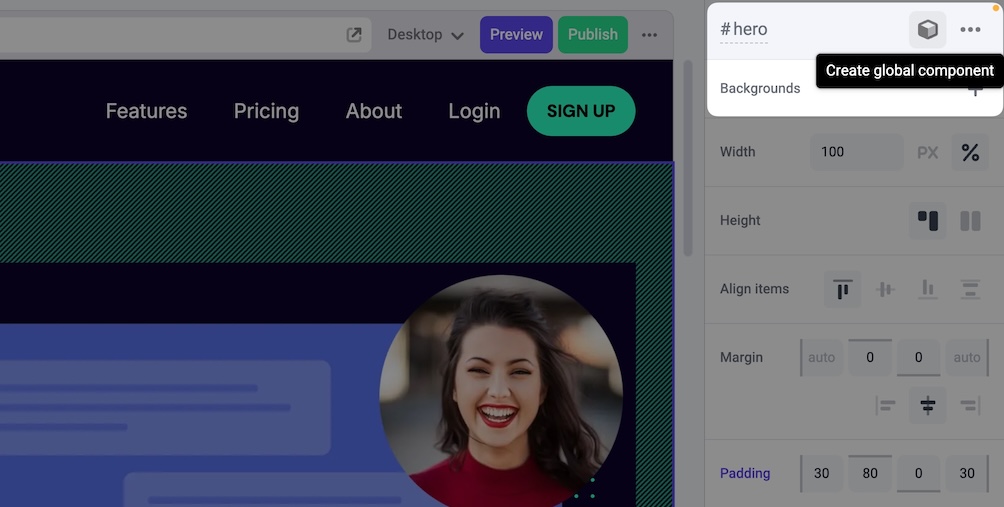 #hero
Desktop
Preview
Publish
Create global component
Backgrounds
Features
Pricing
About
Login
SIGN UP
Width
100
PX
%
Height
Align items
Margin
auto
0
0
auto
Padding
30
80
0
30